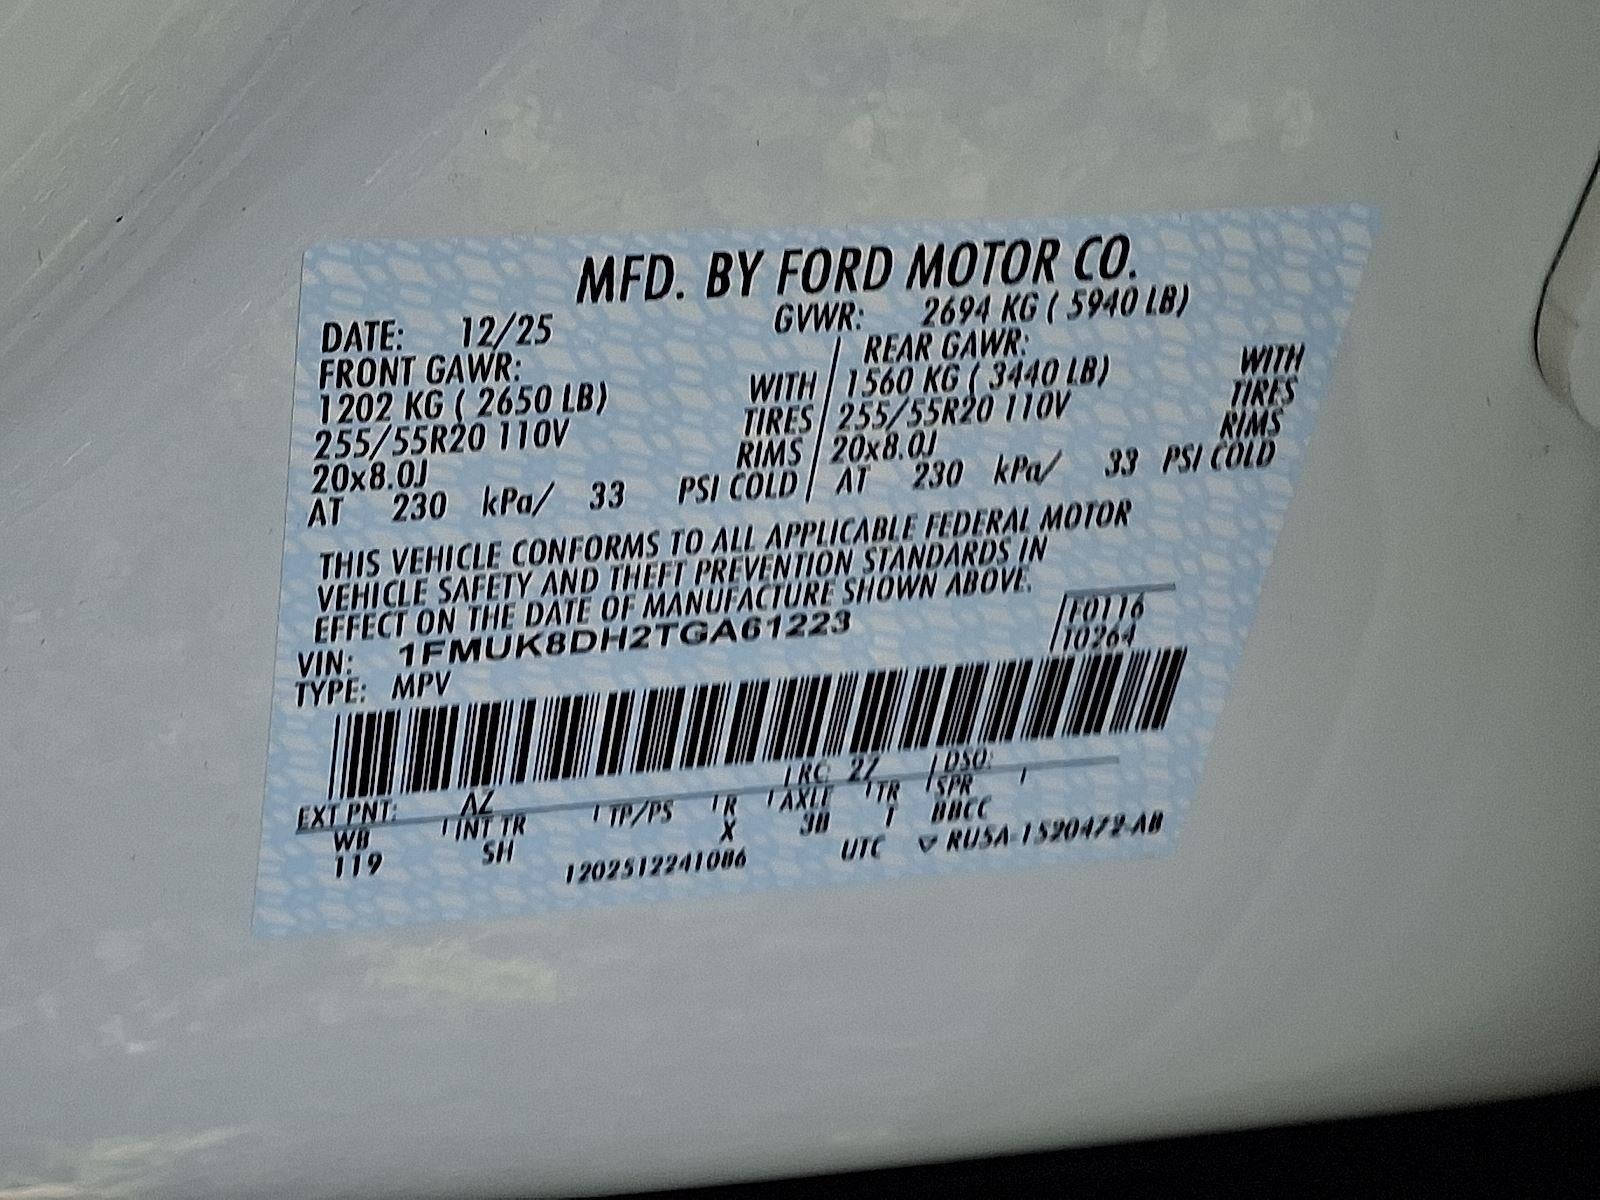 MFD. BY FORD MOTOR CO.
DATE: 12/25 GVWR: 2694 KG ( 5940 LB)
FRONT GAWR: REAR GAWR:
1202 KG ( 2650 LB) WITH 1560 KG ( 3440 LB) WITH
255/55R20 110V TIRES 255/55R20 110V TIRES
20x8.0J RIMS 20x8.0J RIMS
AT 230 kPa/ 33 PSI COLD AT 230 kPa/ 33 PSI COLD
THIS VEHICLE CONFORMS TO ALL APPLICABLE FEDERAL MOTOR
VEHICLE SAFETY AND THEFT PREVENTION STANDARDS IN
EFFECT ON THE DATE OF MANUFACTURE SHOWN ABOVE.
VIN: 1FMUK8DH2TGA61223 F0116
TYPE: MPV T0264
EXT PNT: AZ RC: 27 DSO:
WB INT TR TP/PS R AXLE TR SPR
119 SH X 3B 1 BBCC
1202512241086 UTC ▽ RU5A-1520472-AB